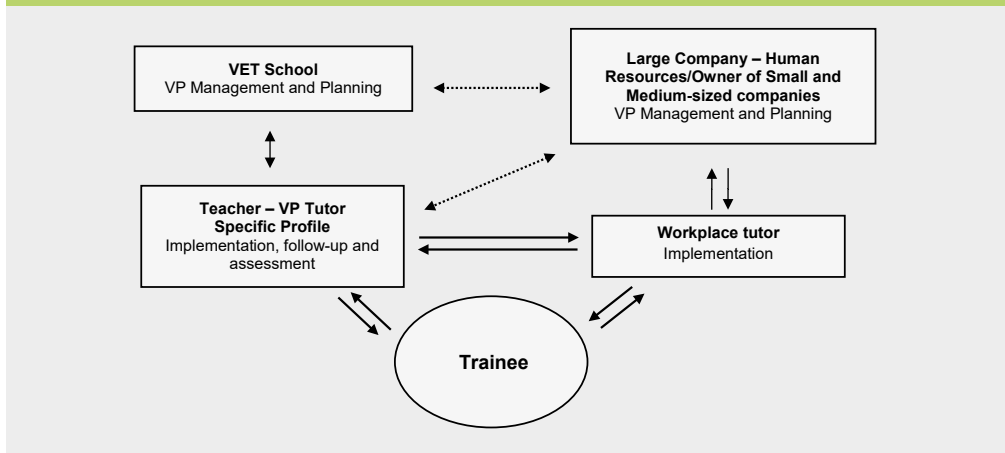 VET School
VP Management and Planning
Large Company – Human
Resources/Owner of Small and
Medium-sized companies
VP Management and Planning
Teacher – VP Tutor
Specific Profile
Implementation, follow-up and
assessment
Workplace tutor
Implementation
Trainee